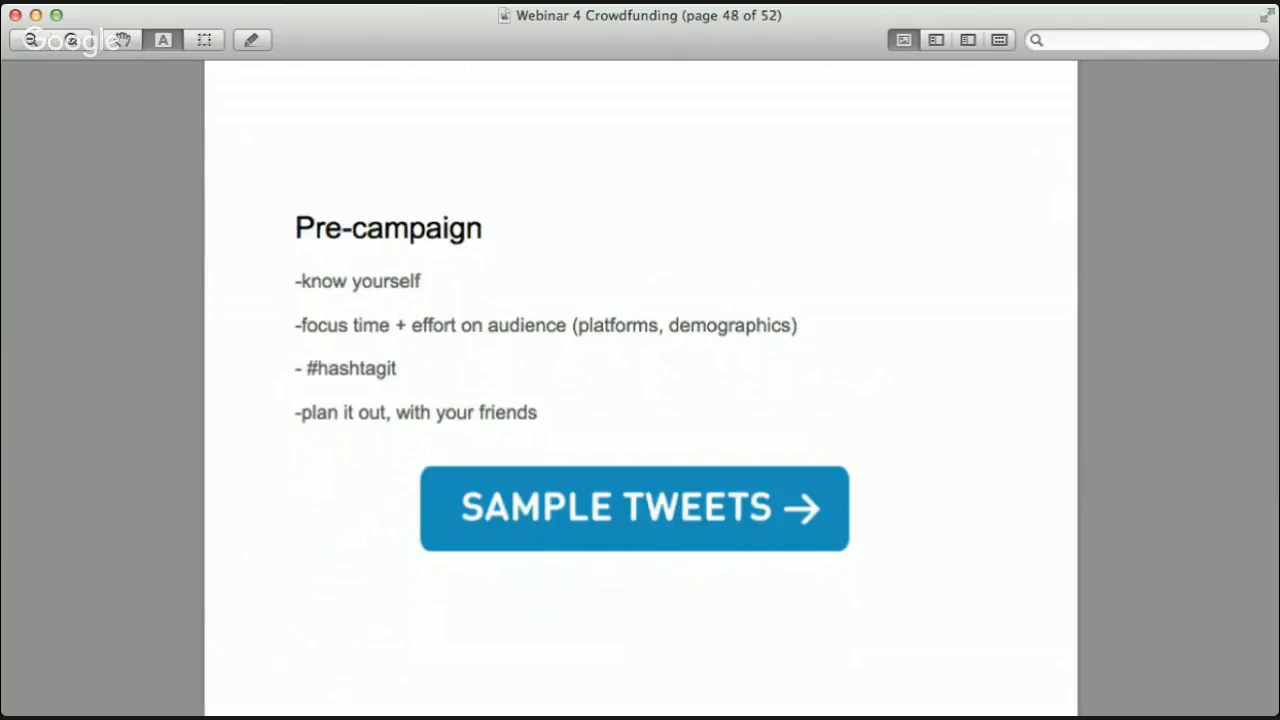 Webinar 4 Crowdfunding (page 48 of 52)
Google
A
Pre-campaign
-know yourself
-focus time + effort on audience (platforms, demographics)
- #hashtagit
-plan it out, with your friends
SAMPLE TWEETS →